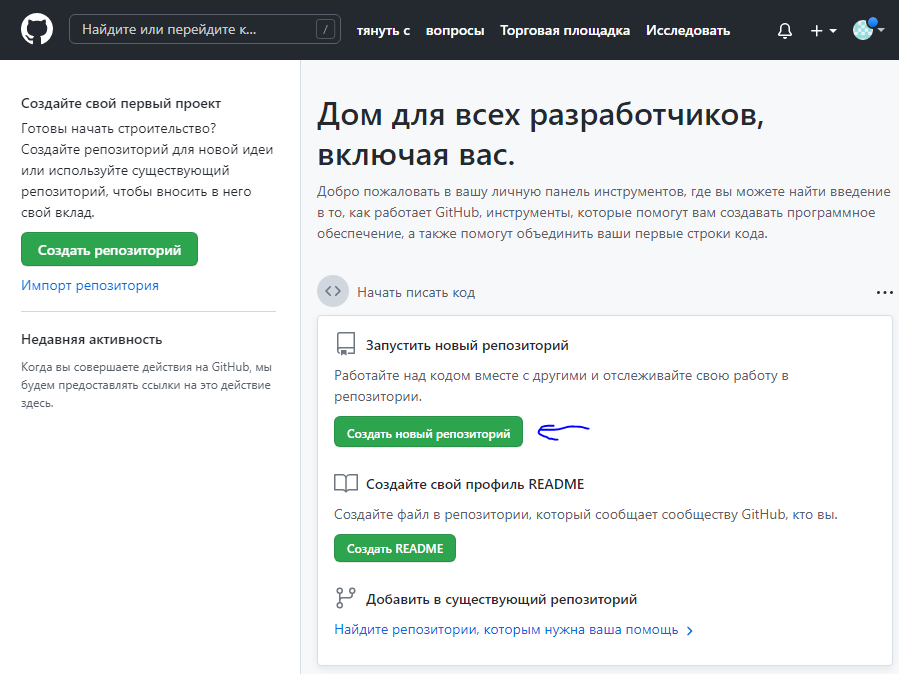 Найдите или перейдите к... /
тянуть с вопросы Торговая площадка Исследовать
Создайте свой первый проект
Готовы начать строительство?
Создайте репозиторий для новой идеи
или используйте существующий
репозиторий, чтобы вносить в него
свой вклад.
Создать репозиторий
Импорт репозитория
Недавняя активность
Когда вы совершаете действия на GitHub, мы
будем предоставлять ссылки на это действие
здесь.
Дом для всех разработчиков,
включая вас.
Добро пожаловать в вашу личную панель инструментов, где вы можете найти введение
в то, как работает GitHub, инструменты, которые помогут вам создавать программное
обеспечение, а также помогут объединить ваши первые строки кода.
Начать писать код
Запустить новый репозиторий
Работайте над кодом вместе с другими и отслеживайте свою работу в
репозитории.
Создать новый репозиторий
Создайте свой профиль README
Создайте файл в репозитории, который сообщает сообществу GitHub, кто вы.
Создать README
Добавить в существующий репозиторий
Найдите репозитории, которым нужна ваша помощь